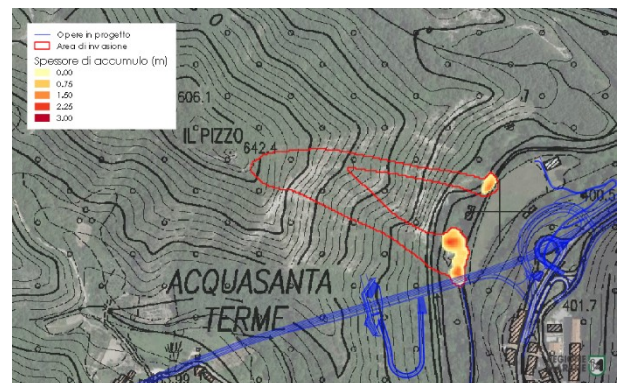 Opere in progetto
Area di invasione
Spessore di accumulo (m)
0.00
0.75
1.50
2.25
3.00
606.1
IL PIZZO
642.4
400.5
ACQUASANTA
TERME
401.7
REGIONE